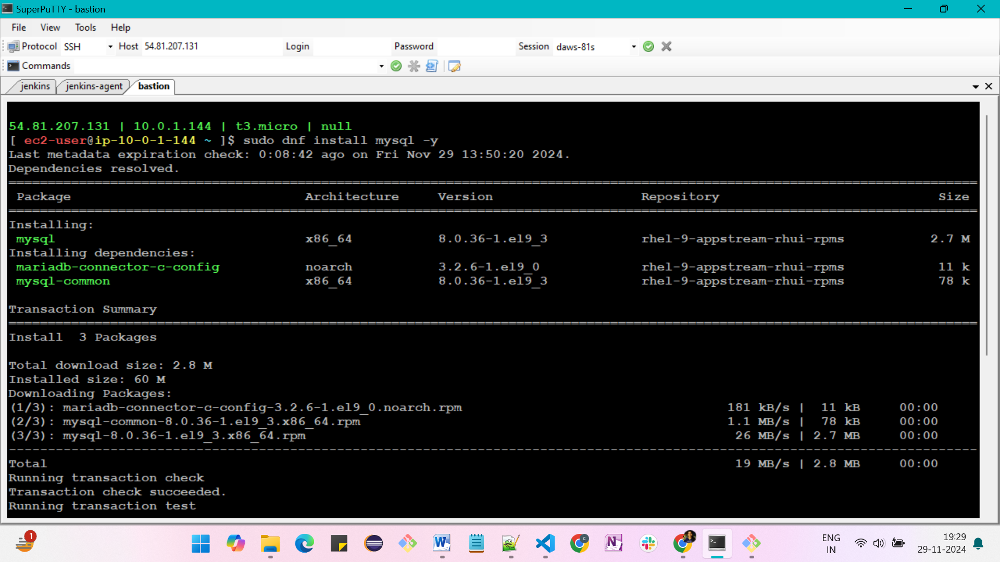 SuperPuTTY - bastion
File View Tools Help
Protocol SSH Host 54.81.207.131 Login Password Session daws-81s
Commands
jenkins jenkins-agent bastion
54.81.207.131 | 10.0.1.144 | t3.micro | null
[ ec2-user@ip-10-0-1-144 ~ ]$ sudo dnf install mysql -y
Last metadata expiration check: 0:08:42 ago on Fri Nov 29 13:50:20 2024.
Dependencies resolved.
Package Architecture Version Repository Size
Installing:
mysql x86_64 8.0.36-1.el9_3 rhel-9-appstream-rhui-rpms 2.7 M
Installing dependencies:
mariadb-connector-c-config noarch 3.2.6-1.el9_0 rhel-9-appstream-rhui-rpms 11 k
mysql-common x86_64 8.0.36-1.el9_3 rhel-9-appstream-rhui-rpms 78 k
Transaction Summary
Install 3 Packages
Total download size: 2.8 M
Installed size: 60 M
Downloading Packages:
(1/3): mariadb-connector-c-config-3.2.6-1.el9_0.noarch.rpm 181 kB/s | 11 kB 00:00
(2/3): mysql-common-8.0.36-1.el9_3.x86_64.rpm 1.1 MB/s | 78 kB 00:00
(3/3): mysql-8.0.36-1.el9_3.x86_64.rpm 26 MB/s | 2.7 MB 00:00
Total 19 MB/s | 2.8 MB 00:00
Running transaction check
Transaction check succeeded.
Running transaction test
1
ENG 19:29
IN 29-11-2024